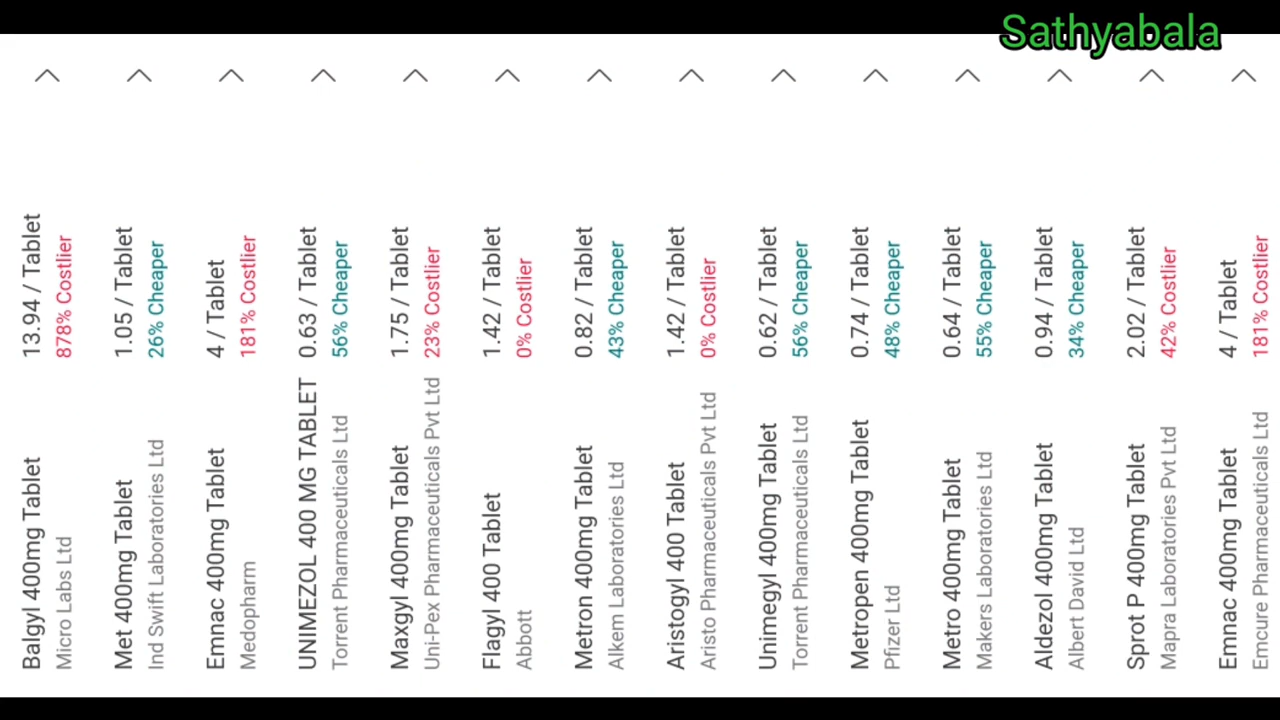 Sathyabala
Balgyl 400mg Tablet 13.94 / Tablet
Micro Labs Ltd 878% Costlier
Met 400mg Tablet 1.05 / Tablet
Ind Swift Laboratories Ltd 26% Cheaper
Emnac 400mg Tablet 4 / Tablet
Medopharm 181% Costlier
UNIMEZOL 400 MG TABLET 0.63 / Tablet
Torrent Pharmaceuticals Ltd 56% Cheaper
Maxgyl 400mg Tablet 1.75 / Tablet
Uni-Pex Pharmaceuticals Pvt Ltd 23% Costlier
Flagyl 400 Tablet 1.42 / Tablet
Abbott 0% Costlier
Metron 400mg Tablet 0.82 / Tablet
Alkem Laboratories Ltd 43% Cheaper
Aristogyl 400 Tablet 1.42 / Tablet
Aristo Pharmaceuticals Pvt Ltd 0% Costlier
Unimegyl 400mg Tablet 0.62 / Tablet
Torrent Pharmaceuticals Ltd 56% Cheaper
Metropen 400mg Tablet 0.74 / Tablet
Pfizer Ltd 48% Cheaper
Metro 400mg Tablet 0.64 / Tablet
Makers Laboratories Ltd 55% Cheaper
Aldezol 400mg Tablet 0.94 / Tablet
Albert David Ltd 34% Cheaper
Sprot P 400mg Tablet 2.02 / Tablet
Mapra Laboratories Pvt Ltd 42% Costlier
Emnac 400mg Tablet 4 / Tablet
Emcure Pharmaceuticals Ltd 181% Costlier